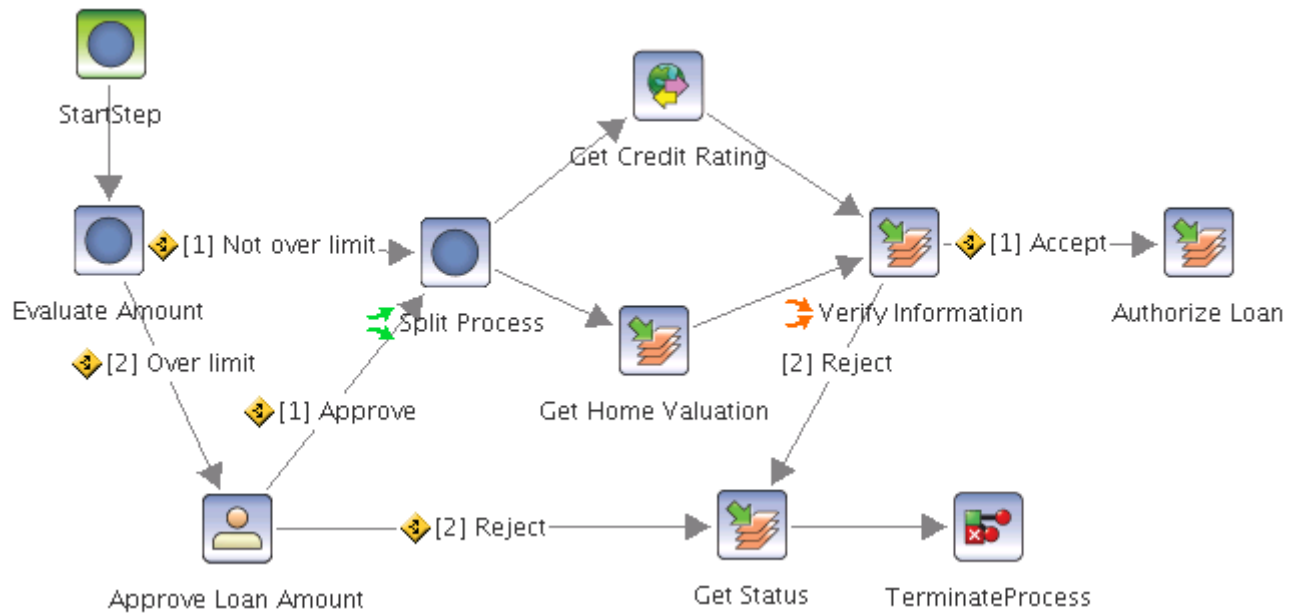 StartStep
Get Credit Rating
[1] Not over limit
[1] Accept
Evaluate Amount
Split Process
Verify Information
Authorize Loan
[2] Over limit
[2] Reject
[1] Approve
Get Home Valuation
[2] Reject
Approve Loan Amount
Get Status
TerminateProcess